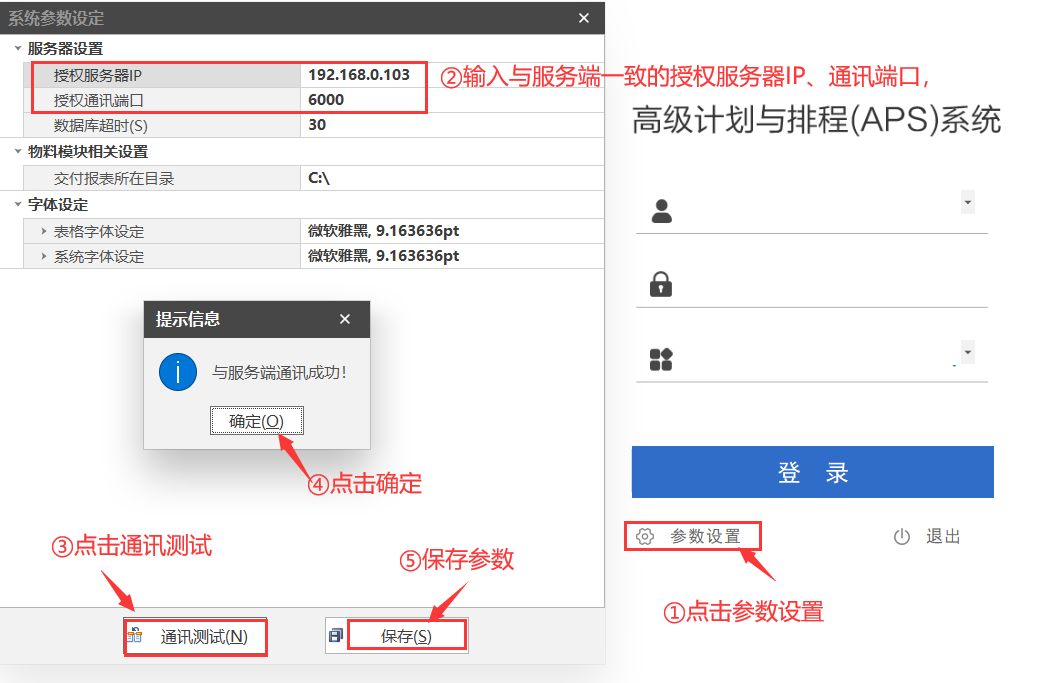 系统参数设定
服务器设置
授权服务器IP 192.168.0.103
授权通讯端口 6000
数据库超时(S) 30
物料模块相关设置
交付报表所在目录 C:\
字体设定
表格字体设定 微软雅黑, 9.163636pt
系统字体设定 微软雅黑, 9.163636pt
提示信息
与服务端通讯成功!
确定(O)
④点击确定
③点击通讯测试
⑤保存参数
通讯测试(N)
保存(S)
②输入与服务端一致的授权服务器IP、通讯端口,
高级计划与排程(APS)系统
登 录
参数设置
退出
①点击参数设置